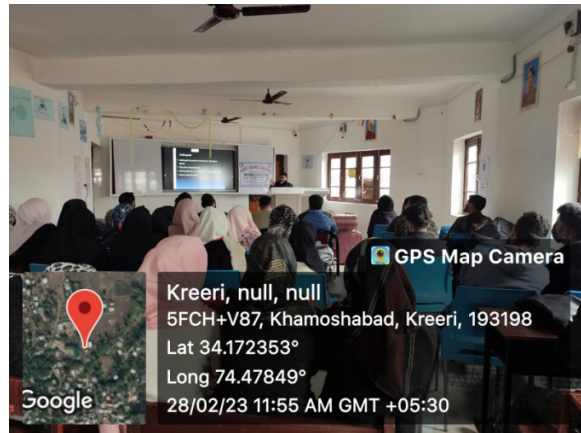 GPS Map Camera
Kreeri, null, null
5FCH+V87, Khamoshabad, Kreeri, 193198
Lat 34.172353°
Long 74.47849°
28/02/23 11:55 AM GMT +05:30
Google